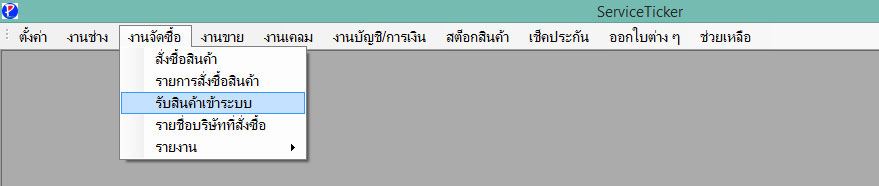 ServiceTicker
ตั้งค่า งานช่าง งานจัดซื้อ งานขาย งานเคลม งานบัญชี/การเงิน สต็อกสินค้า เช็คประกัน ออกใบต่าง ๆ ช่วยเหลือ
สั่งซื้อสินค้า
รายการสั่งซื้อสินค้า
รับสินค้าเข้าระบบ
รายชื่อบริษัทที่สั่งซื้อ
รายงาน